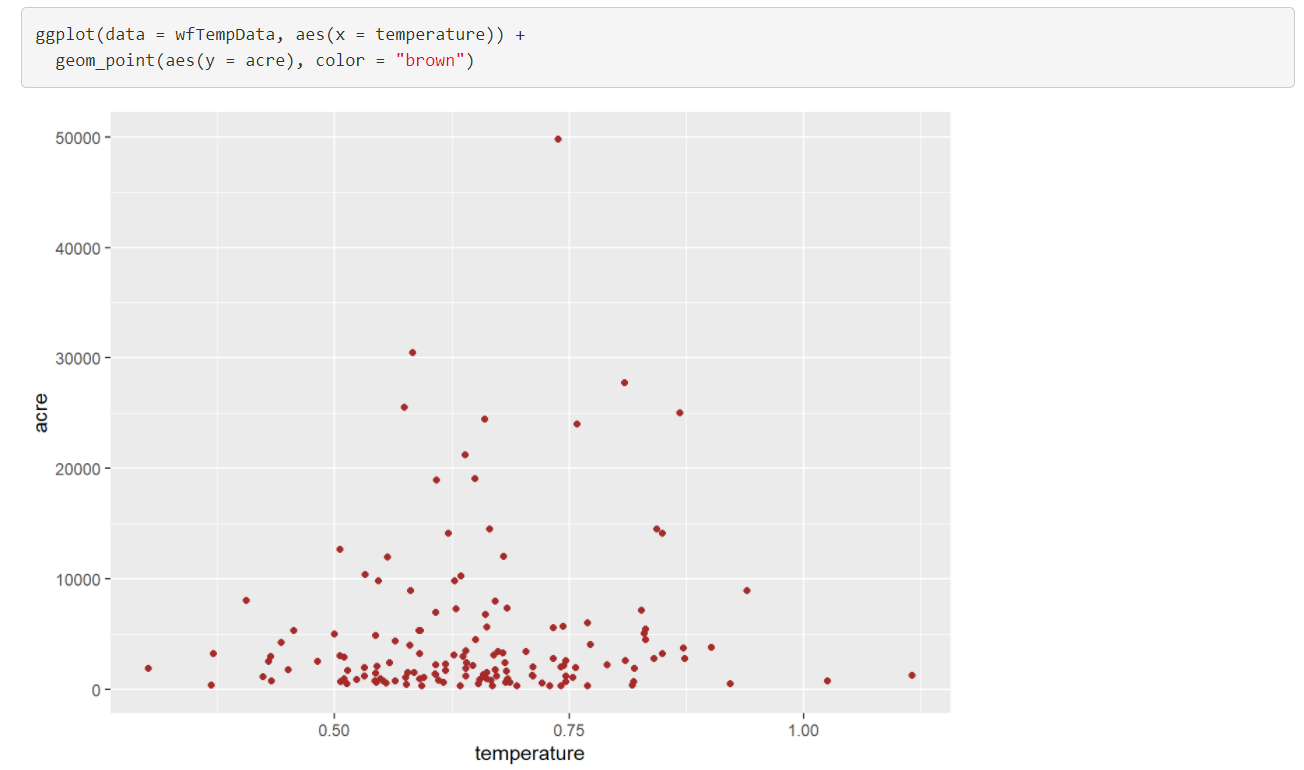 ggplot(data = wfTempData, aes(x = temperature)) +
  geom_point(aes(y = acre), color = "brown")
50000
40000
30000
20000
10000
0
acre
0.50 0.75 1.00
temperature